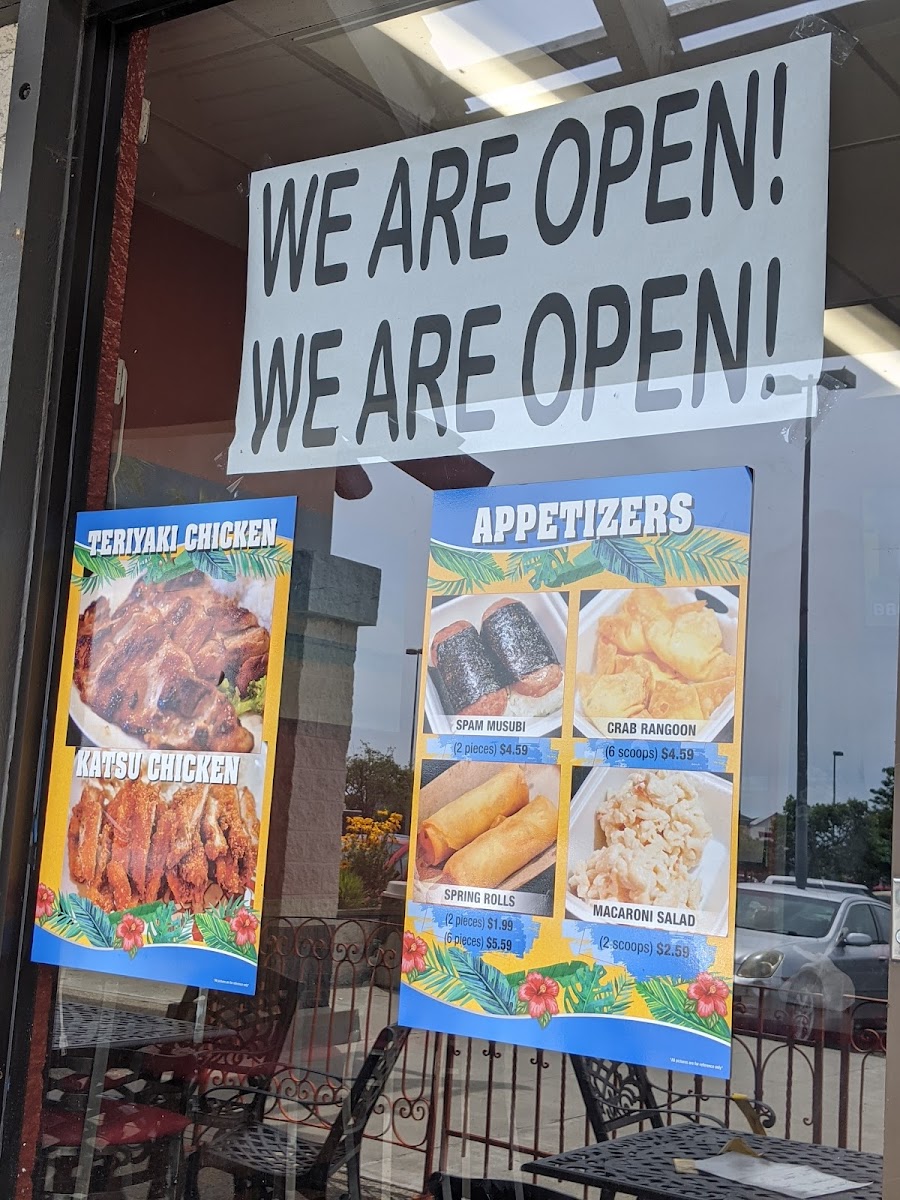 WE ARE OPEN!
WE ARE OPEN!
TERIYAKI CHICKEN
KATSU CHICKEN
APPETIZERS
SPAM MUSUBI
(2 pieces) $4.59
CRAB RANGOON
(6 scoops) $4.59
SPRING ROLLS
(2 pieces) $1.99
(6 pieces) $5.59
MACARONI SALAD
(2 scoops) $2.59